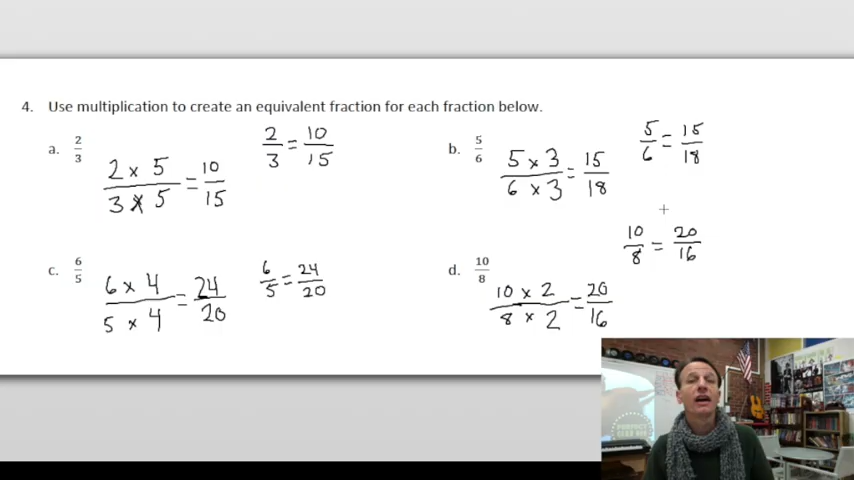 4. Use multiplication to create an equivalent fraction for each fraction below.
a. 2/3
2 x 5 / 3 x 5 = 10/15
2/3 = 10/15
b. 5/6
5 x 3 / 6 x 3 = 15/18
5/6 = 15/18
c. 6/5
6 x 4 / 5 x 4 = 24/20
6/5 = 24/20
d. 10/8
10 x 2 / 8 x 2 = 20/16
10/8 = 20/16